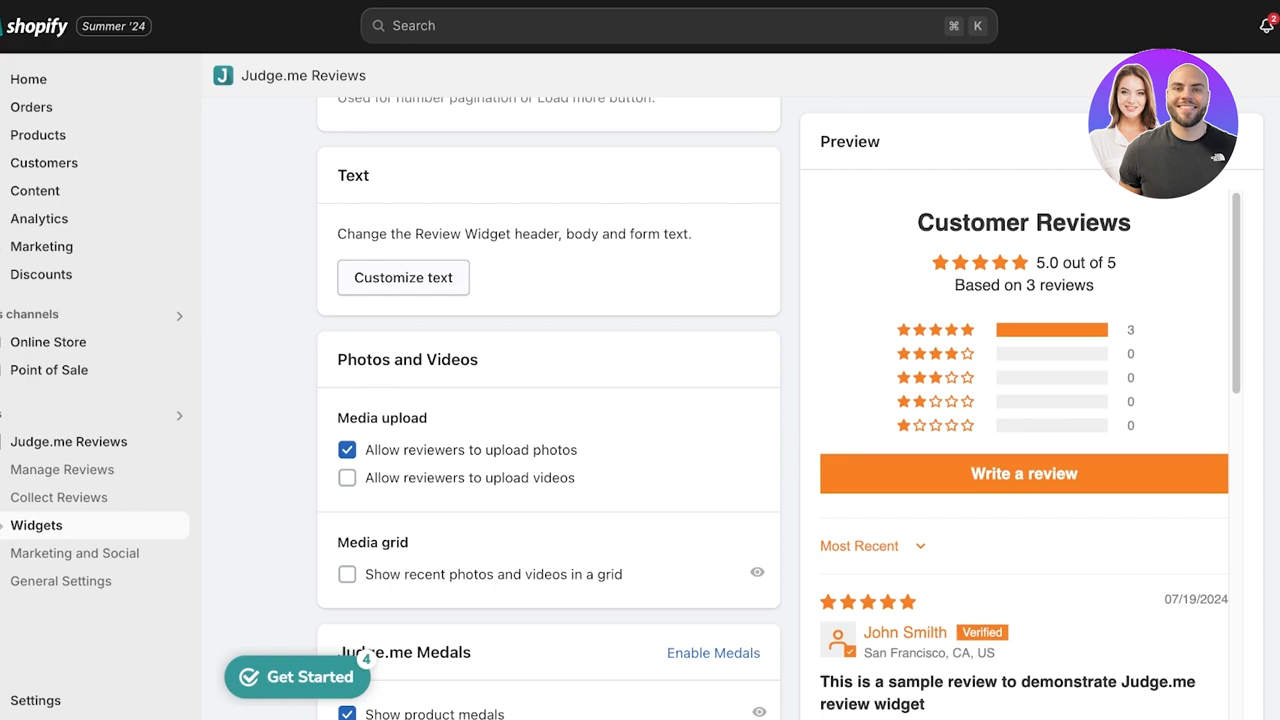 shopify Summer '24
Search
⌘ K
2
Home
Orders
Products
Customers
Content
Analytics
Marketing
Discounts
s channels
Online Store
Point of Sale
s
Judge.me Reviews
Manage Reviews
Collect Reviews
Widgets
Marketing and Social
General Settings
Settings
J Judge.me Reviews
Used for number pagination or Load more button.
Text
Change the Review Widget header, body and form text.
Customize text
Photos and Videos
Media upload
Allow reviewers to upload photos
Allow reviewers to upload videos
Media grid
Show recent photos and videos in a grid
Judge.me Medals
Enable Medals
Show product medals
Get Started
4
Preview
Customer Reviews
5.0 out of 5
Based on 3 reviews
3
0
0
0
0
Write a review
Most Recent
07/19/2024
John Smilth Verified
San Francisco, CA, US
This is a sample review to demonstrate Judge.me
review widget